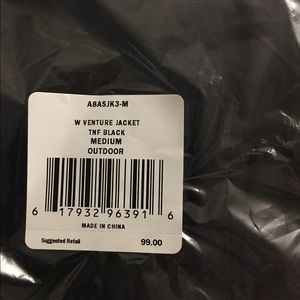 A8ASJK3-M
W VENTURE JACKET
TNF BLACK
MEDIUM
OUTDOOR
6 17932 96391 6
MADE IN CHINA
Suggested Retail 99.00